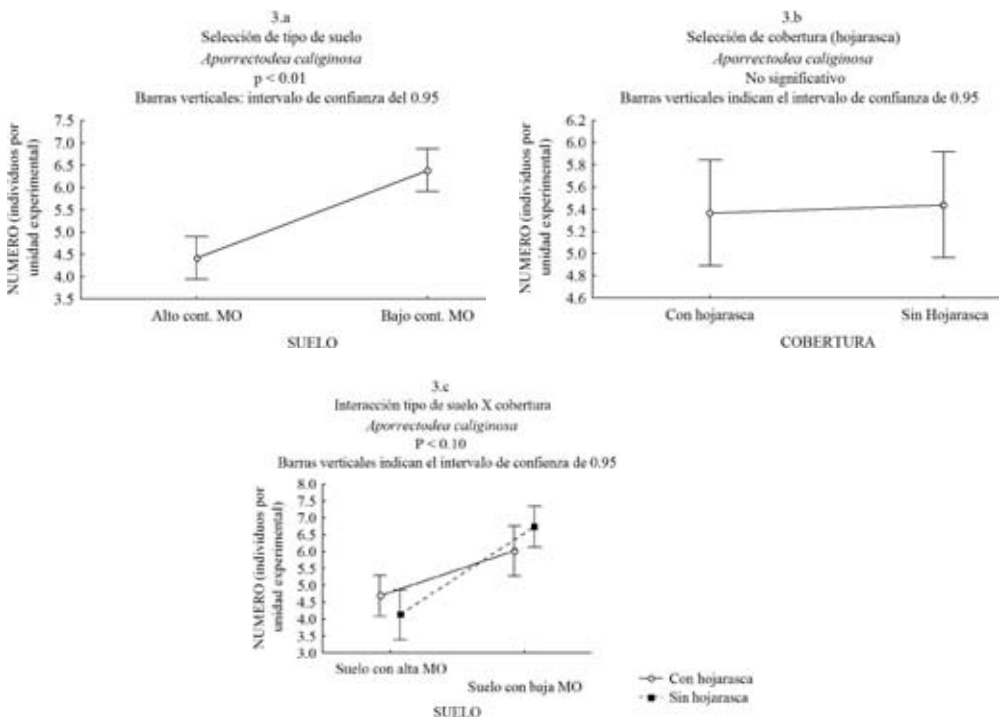 3.a
Selección de tipo de suelo
Aporrectodea caliginosa
p < 0.01
Barras verticales: intervalo de confianza del 0.95
NUMERO (individuos por
unidad experimental)
7.5
7.0
6.5
6.0
5.5
5.0
4.5
4.0
3.5
Alto cont. MO
Bajo cont. MO
SUELO
3.b
Selección de cobertura (hojarasca)
Aporrectodea caliginosa
No significativo
Barras verticales indican el intervalo de confianza de 0.95
NUMERO (individuos por
unidad experimental)
6.2
6.0
5.8
5.6
5.4
5.2
5.0
4.8
4.6
Con hojarasca
Sin Hojarasca
COBERTURA
3.c
Interacción tipo de suelo X cobertura
Aporrectodea caliginosa
P < 0.10
Barras verticales indican el intervalo de confienza de 0.95
NUMERO (individuos por
unidad experimental)
8.0
7.5
7.0
6.5
6.0
5.5
5.0
4.5
4.0
3.5
3.0
Suelo con alta MO
Suelo con baja MO
SUELO
Con hojarasca
Sin hojarasca